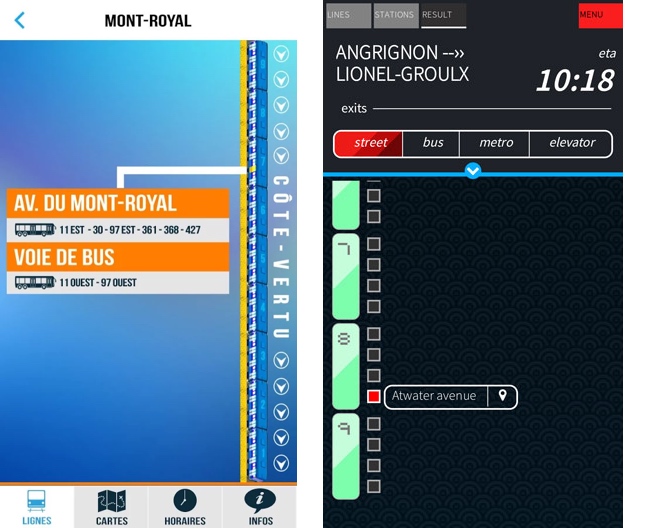 MONT-ROYAL
AV. DU MONT-ROYAL
11 EST - 30 - 97 EST - 361 - 368 - 427
VOIE DE BUS
11 OUEST - 97 OUEST
CÔTE-VERTU
LIGNES
CARTES
HORAIRES
INFOS
LINES
STATIONS
RESULT
MENU
ANGRIGNON -->>
LIONEL-GROULX
eta
10:18
exits
street
bus
metro
elevator
7
8
Atwater avenue
9